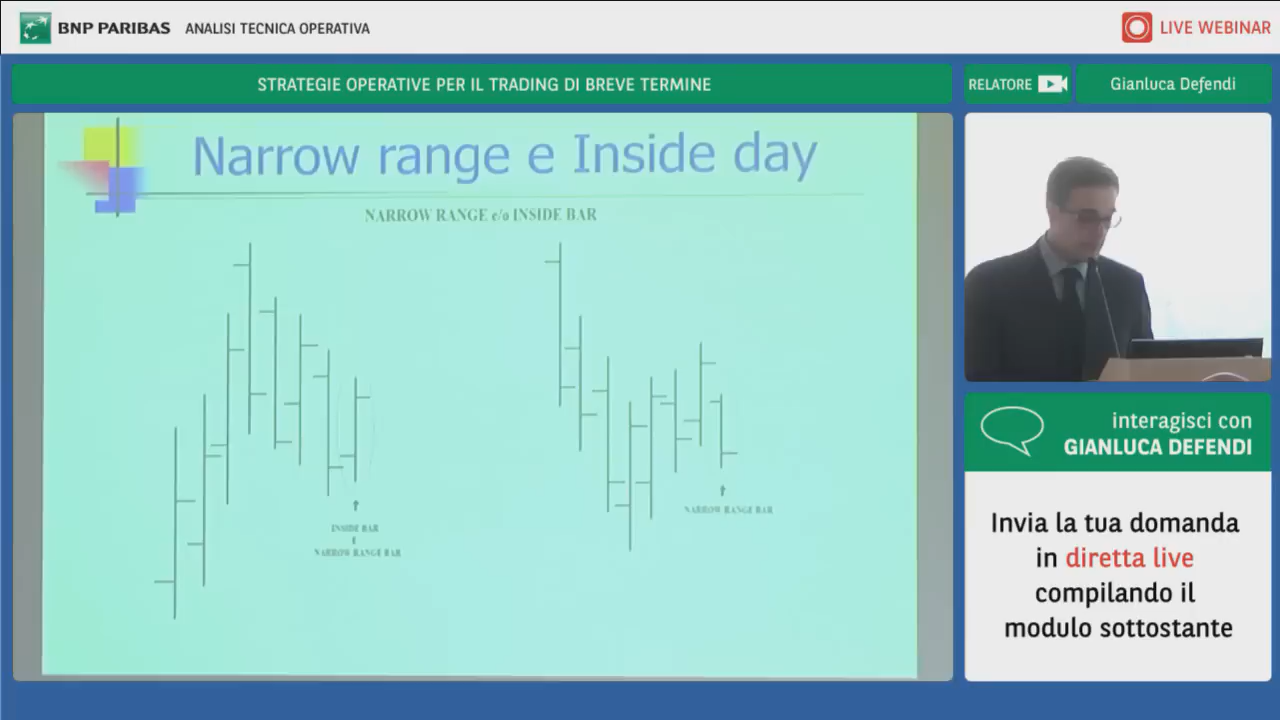 BNP PARIBAS ANALISI TECNICA OPERATIVA
LIVE WEBINAR
STRATEGIE OPERATIVE PER IL TRADING DI BREVE TERMINE
RELATORE
Gianluca Defendi
Narrow range e Inside day
NARROW RANGE e/o INSIDE BAR
INSIDE BAR
E
NARROW RANGE BAR
NARROW RANGE BAR
interagisci con
GIANLUCA DEFENDI
Invia la tua domanda
in diretta live
compilando il
modulo sottostante